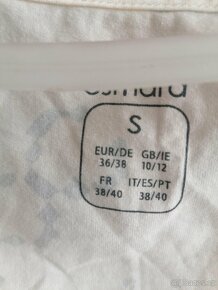 esmara
S
EUR/DE GB/IE
36/38 10/12
FR IT/ES/PT
38/40 38/40